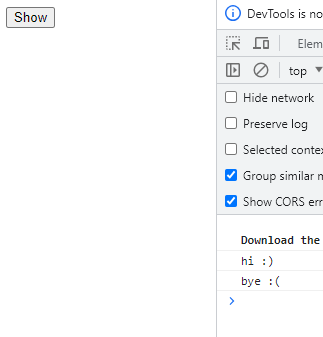 Show
DevTools is no
Elem
top
Hide network
Preserve log
Selected contex
Group similar m
Show CORS erro
Download the
hi :)
bye :(